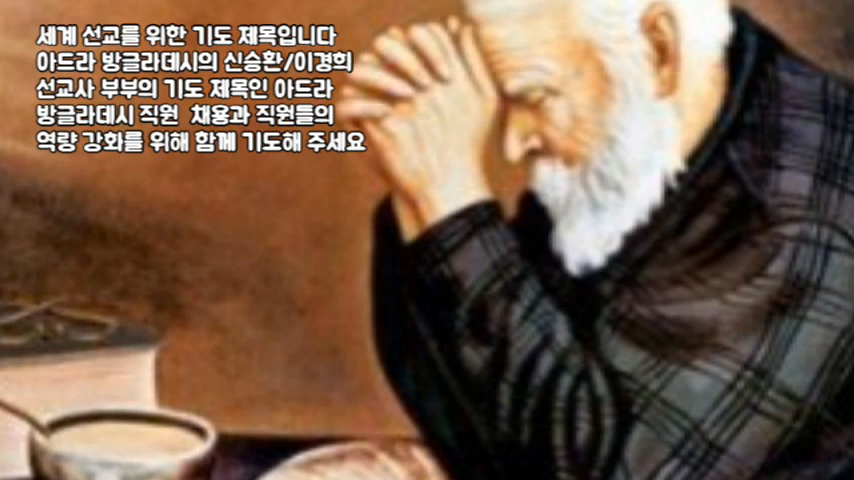 세계 선교를 위한 기도 제목입니다
아드라 방글라데시의 신승환/이경희
선교사 부부의 기도 제목인 아드라
방글라데시 직원 채용과 직원들의
역량 강화를 위해 함께 기도해 주세요